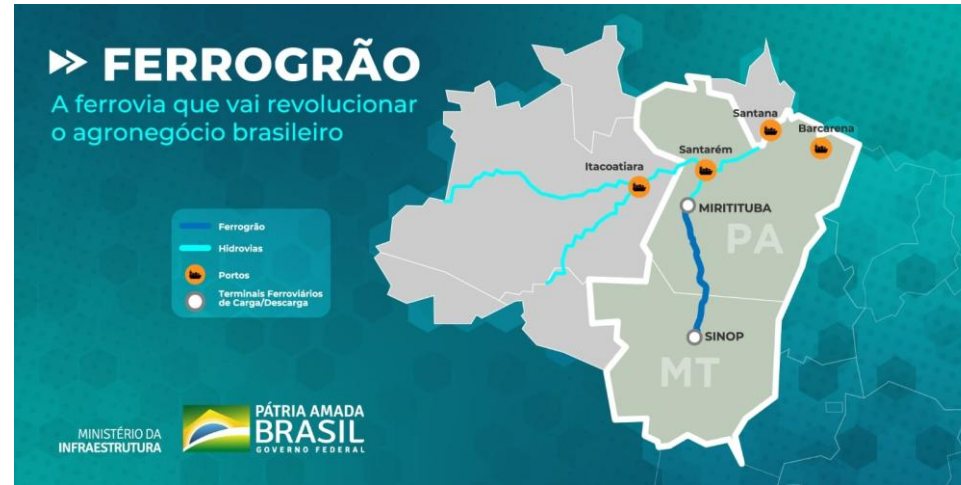 FERROGRÃO
A ferrovia que vai revolucionar
o agronegócio brasileiro
Ferrogrão
Hidrovias
Portos
Terminais Ferroviários
de Carga/Descarga
Santana
Barcarena
Santarém
Itacoatiara
MIRITITUBA
PA
SINOP
MT
MINISTÉRIO DA
INFRAESTRUTURA
PÁTRIA AMADA
BRASIL
GOVERNO FEDERAL